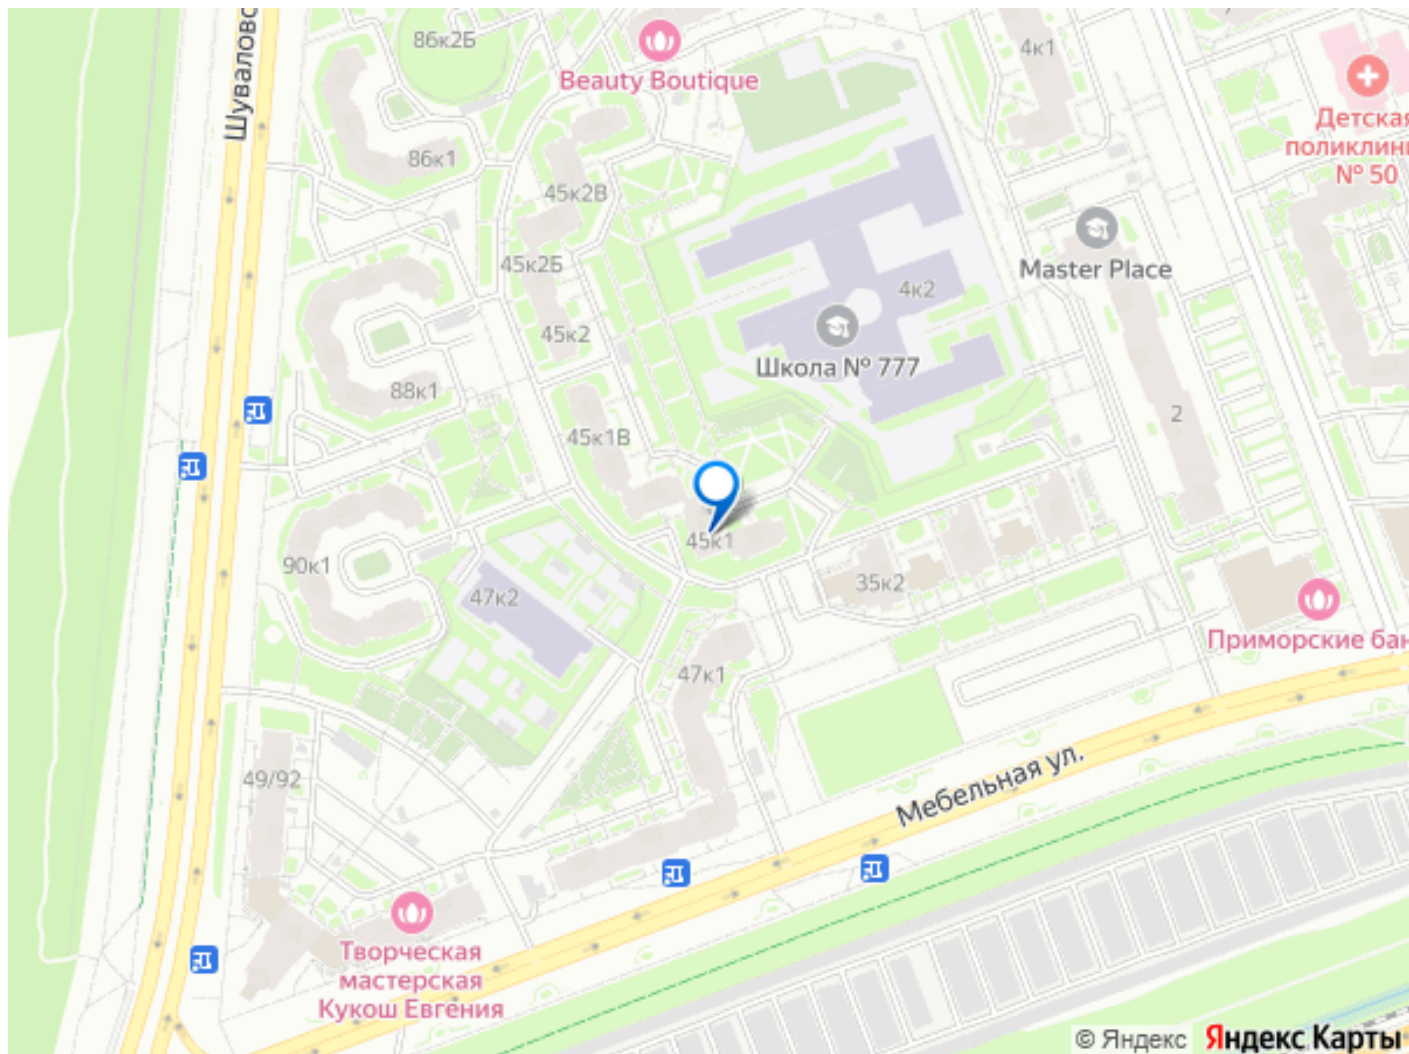 86к2Б
Beauty Boutique
4к1
Шуваловс
Детская
поликлини
№ 50
86к1
45к2В
45к2Б
Master Place
4к2
45к2
Школа № 777
88к1
2
45к1В
45к1
90к1
47к2
35к2
Приморские бан
47к1
49/92
Мебельная ул.
Творческая
мастерская
Кукош Евгения
© Яндекс Яндекс Карты